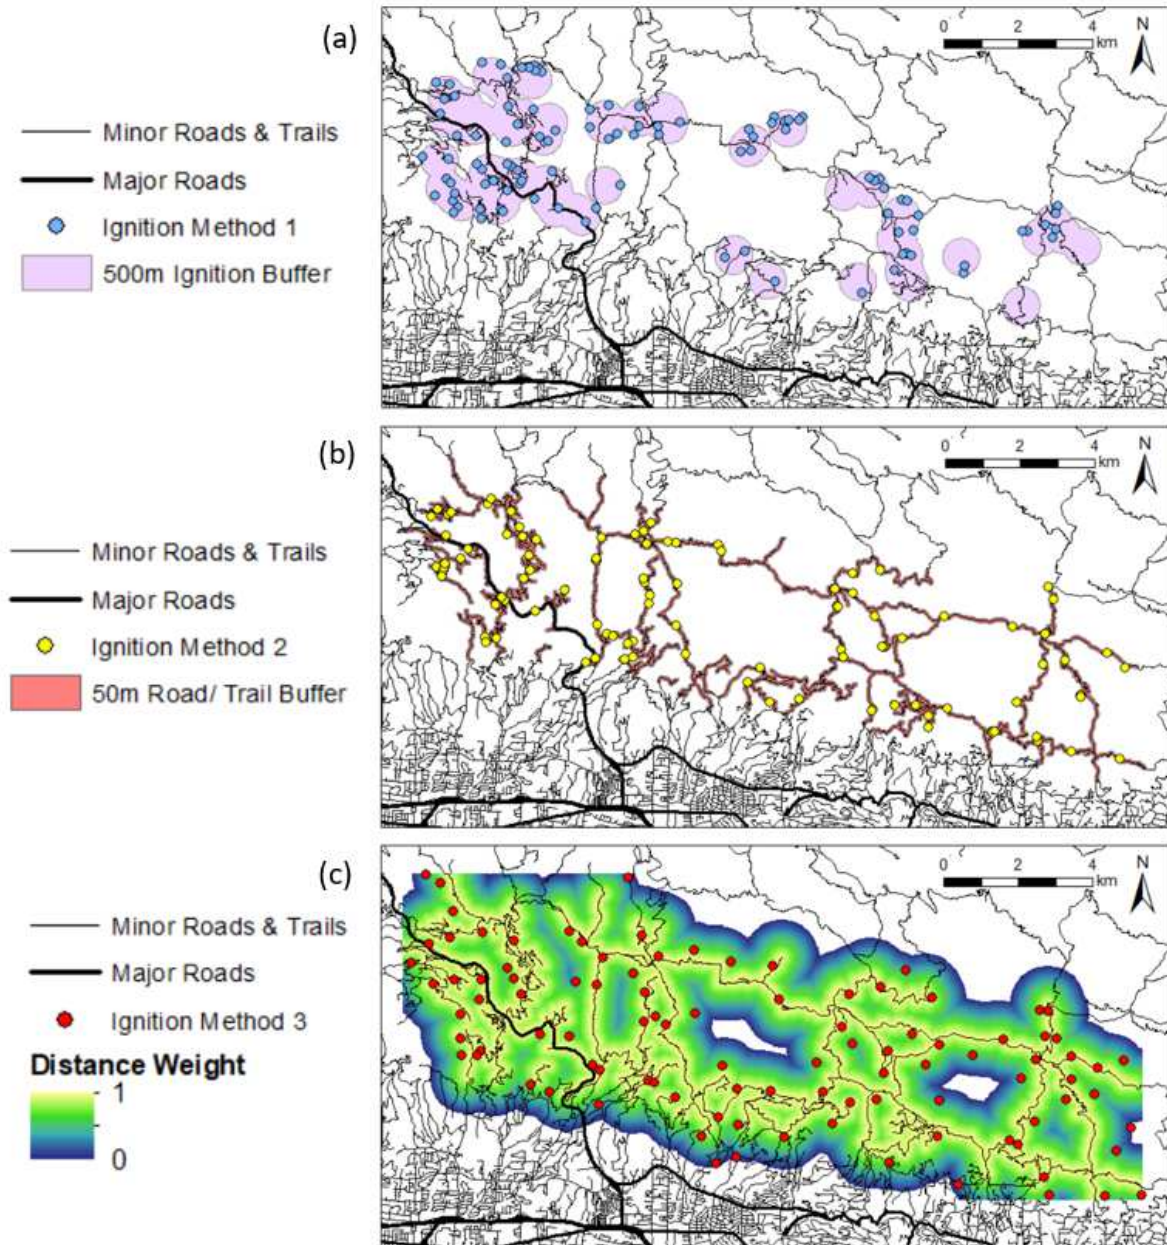 (a)
0 2 4
km
N
Minor Roads & Trails
Major Roads
Ignition Method 1
500m Ignition Buffer
(b)
0 2 4
km
N
Minor Roads & Trails
Major Roads
Ignition Method 2
50m Road/ Trail Buffer
(c)
0 2 4
km
N
Minor Roads & Trails
Major Roads
Ignition Method 3
Distance Weight
1
0